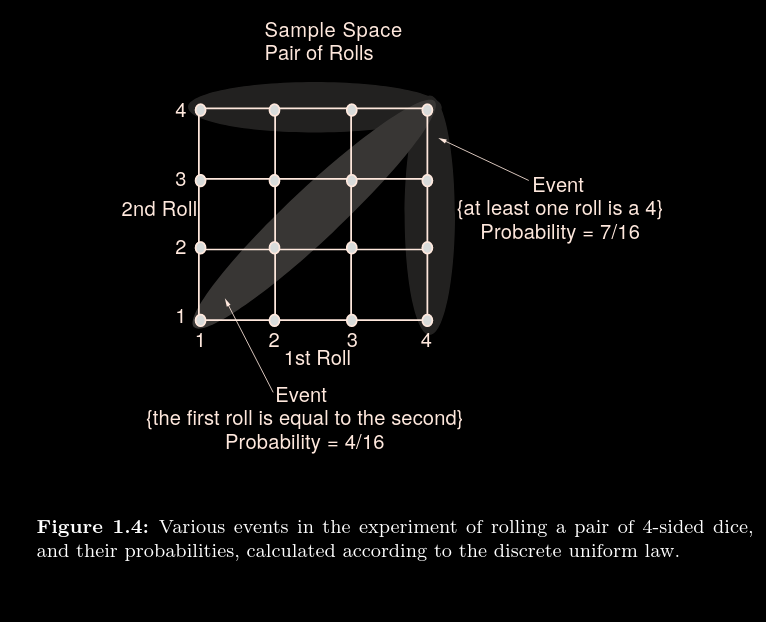 Sample Space
Pair of Rolls
4
3
2nd Roll
2
1
1 2 3 4
1st Roll
Event
{at least one roll is a 4}
Probability = 7/16
Event
{the first roll is equal to the second}
Probability = 4/16
Figure 1.4: Various events in the experiment of rolling a pair of 4-sided dice,
and their probabilities, calculated according to the discrete uniform law.